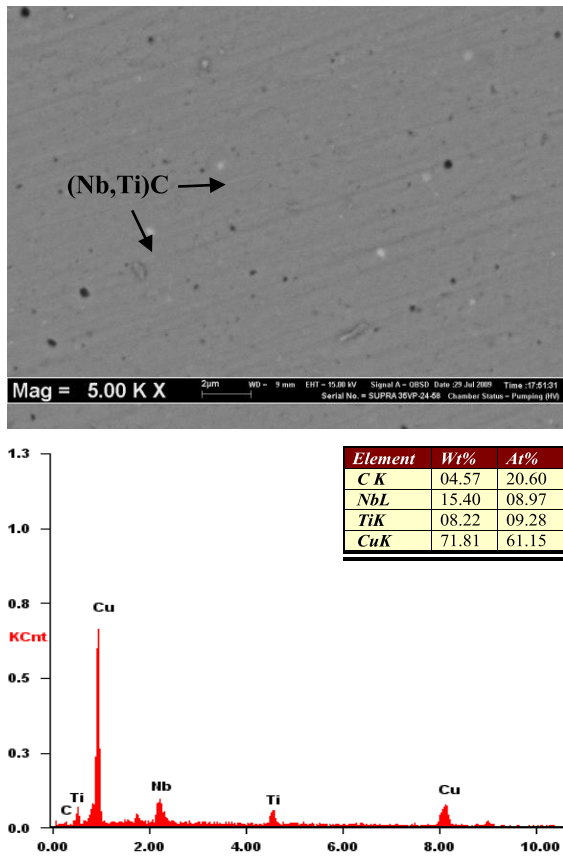 (Nb,Ti)C
Mag = 5.00 K X
2µm
WD = 9 mm EHT = 15.00 kV Signal A = QBSD Date :29 Jul 2009 Time :17:51:31
Serial No. = SUPRA 35VP-24-58 Chamber Status = Pumping (HV)
Element Wt% At%
C K 04.57 20.60
NbL 15.40 08.97
TiK 08.22 09.28
CuK 71.81 61.15
1.3
1.0
0.8
KCnt
0.5
0.3
0.0
Cu
C
Ti
Nb
Ti
Cu
0.00 2.00 4.00 6.00 8.00 10.00